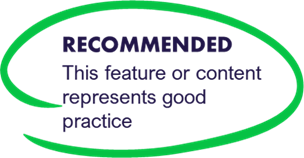 RECOMMENDED
This feature or content
represents good
practice